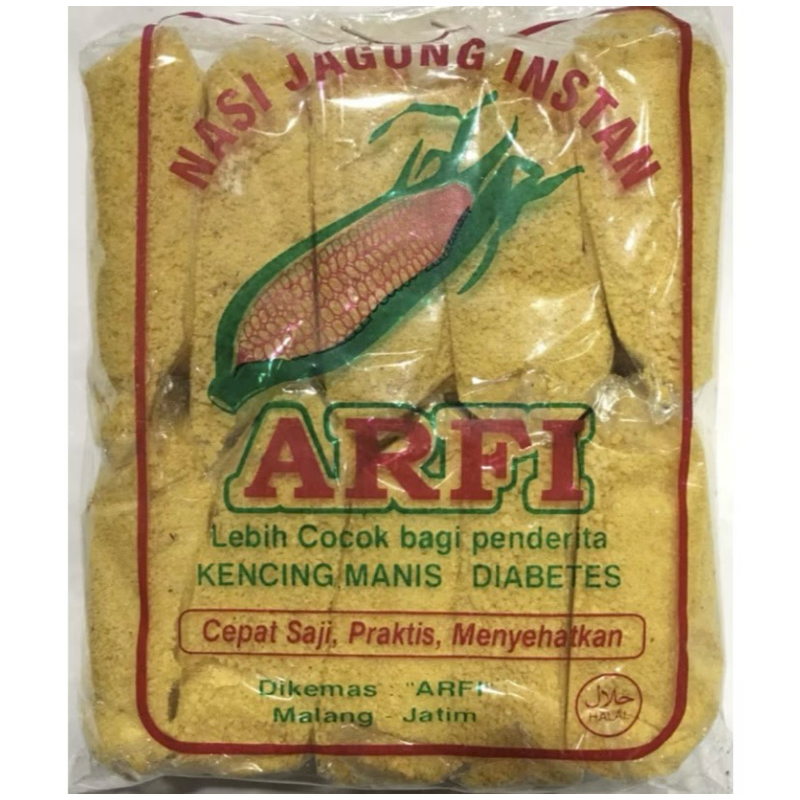 NASI JAGUNG INSTAN
ARFI
Lebih Cocok bagi penderita
KENCING MANIS DIABETES
Cepat Saji, Praktis, Menyehatkan
Dikemas : "ARFI"
Malang - Jatim
حلال
HALAL